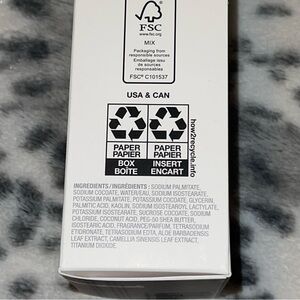 FSC
www.fsc.org
MIX
Packaging from
responsible sources
Emballage issu
de sources
responsables
FSC® C101537
USA & CAN
PAPER PAPER
PAPIER PAPIER
BOX INSERT
BOÎTE ENCART
how2recycle.info
INGREDIENTS/INGRÉDIENTS: SODIUM PALMITATE,
SODIUM COCOATE, WATER/EAU, SODIUM ISOSTEARATE,
POTASSIUM PALMITATE, POTASSIUM COCOATE, GLYCERIN,
PALMITIC ACID, KAOLIN, SODIUM ISOSTEAROYL LACTYLATE,
POTASSIUM ISOSTEARATE, SUCROSE COCOATE, SODIUM
CHLORIDE, COCONUT ACID, PEG-50 SHEA BUTTER,
ISOSTEARIC ACID, FRAGRANCE/PARFUM, TETRASODIUM
ETIDRONATE, TETRASODIUM EDTA, ALOE BARBADENSIS
LEAF EXTRACT, CAMELLIA SINENSIS LEAF EXTRACT,
TITANIUM DIOXIDE.